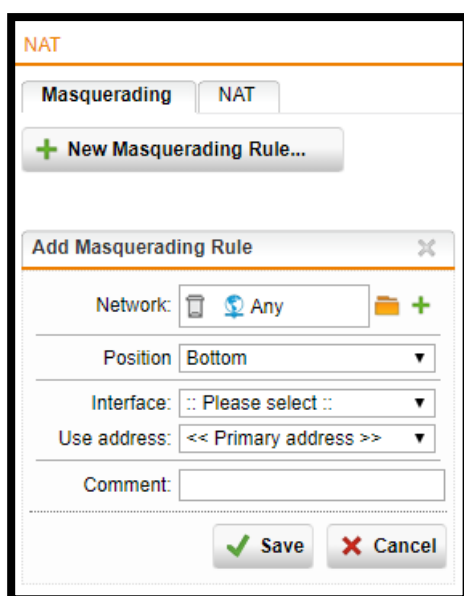 NAT
Masquerading NAT
New Masquerading Rule...
Add Masquerading Rule
Network: Any
Position Bottom
Interface: :: Please select ::
Use address: << Primary address >>
Comment:
Save Cancel